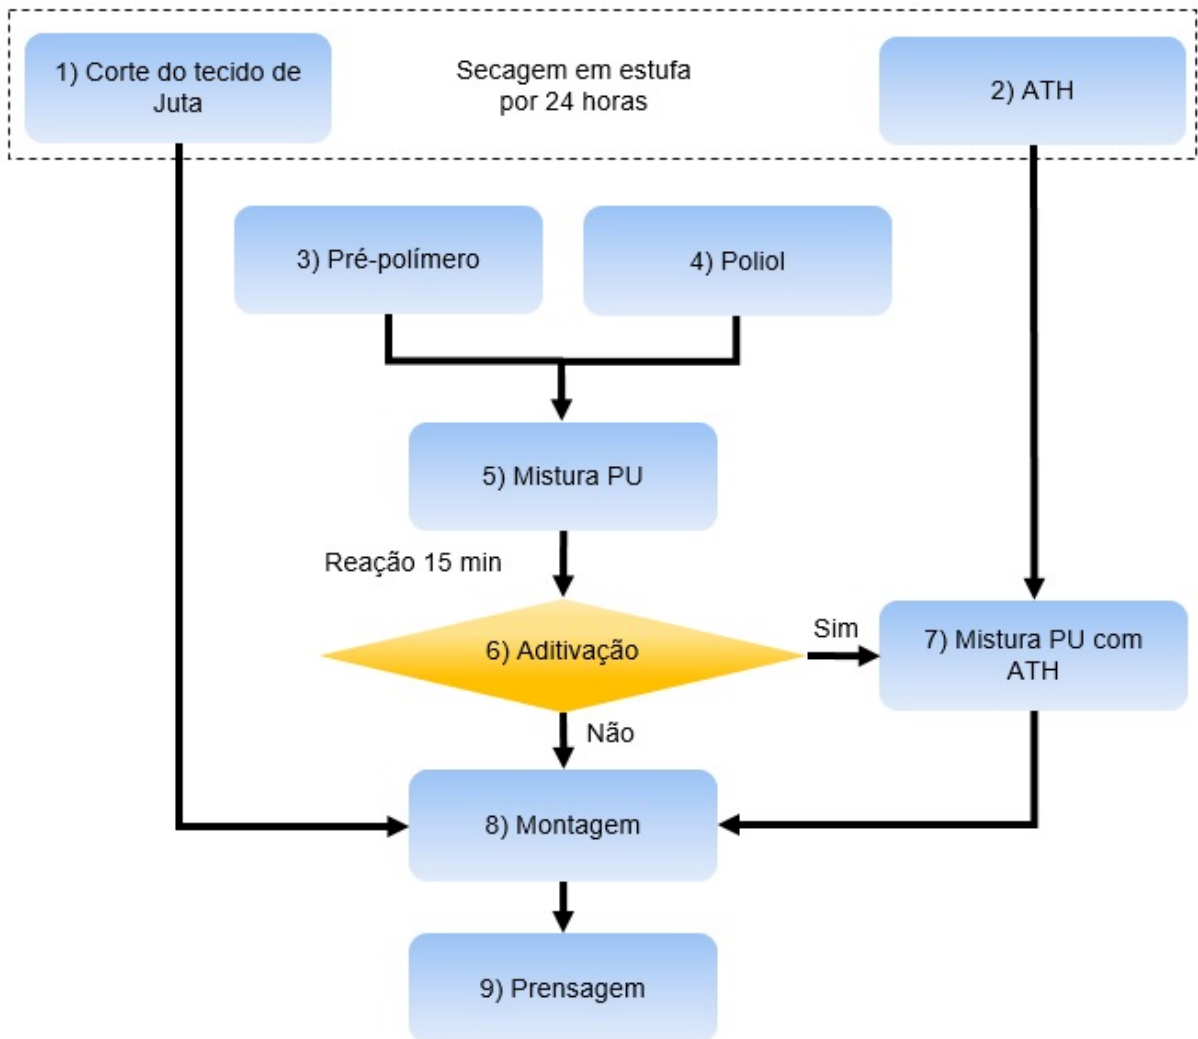 1) Corte do tecido de
Juta
Secagem em estufa
por 24 horas
2) ATH
3) Pré-polímero
4) Poliol
5) Mistura PU
Reação 15 min
6) Aditivação
Sim
7) Mistura PU com
ATH
Não
8) Montagem
9) Prensagem